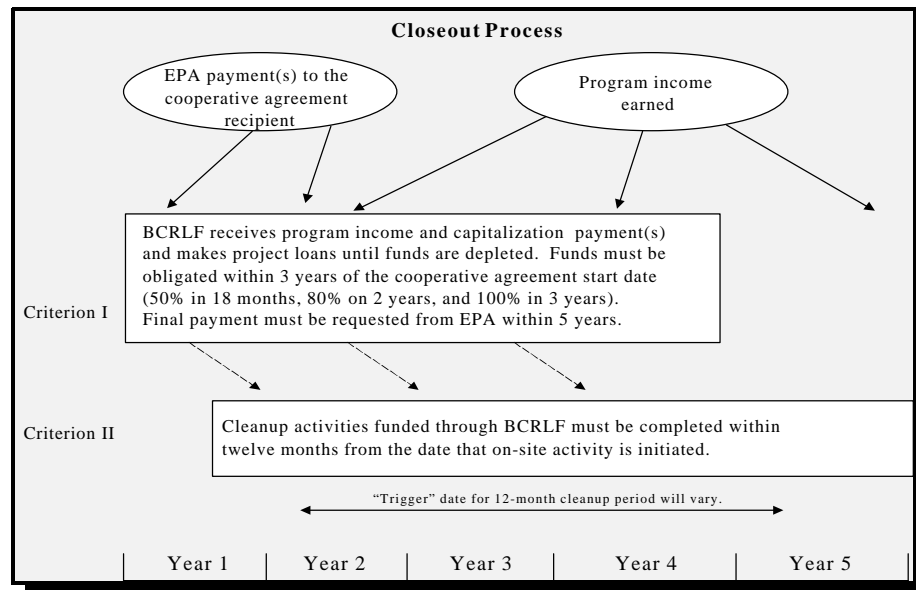 Closeout Process
EPA payment(s) to the
cooperative agreement
recipient
Program income
earned
BCRLF receives program income and capitalization payment(s)
and makes project loans until funds are depleted. Funds must be
obligated within 3 years of the cooperative agreement start date
(50% in 18 months, 80% on 2 years, and 100% in 3 years).
Final payment must be requested from EPA within 5 years.
Criterion I
Criterion II
Cleanup activities funded through BCRLF must be completed within
twelve months from the date that on-site activity is initiated.
“Trigger” date for 12-month cleanup period will vary.
Year 1
Year 2
Year 3
Year 4
Year 5